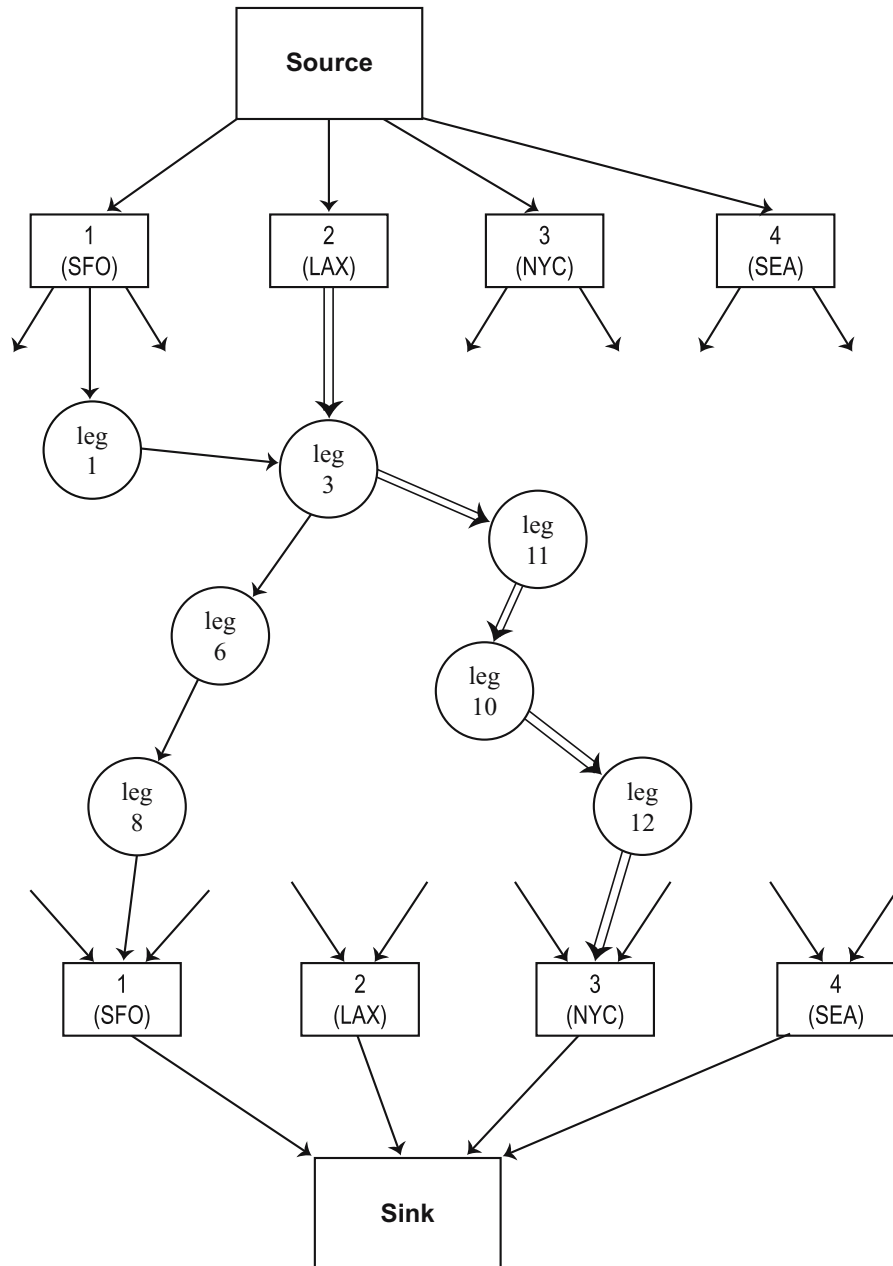 Source
1
(SFO)
2
(LAX)
3
(NYC)
4
(SEA)
leg
1
leg
3
leg
11
leg
6
leg
10
leg
8
leg
12
1
(SFO)
2
(LAX)
3
(NYC)
4
(SEA)
Sink